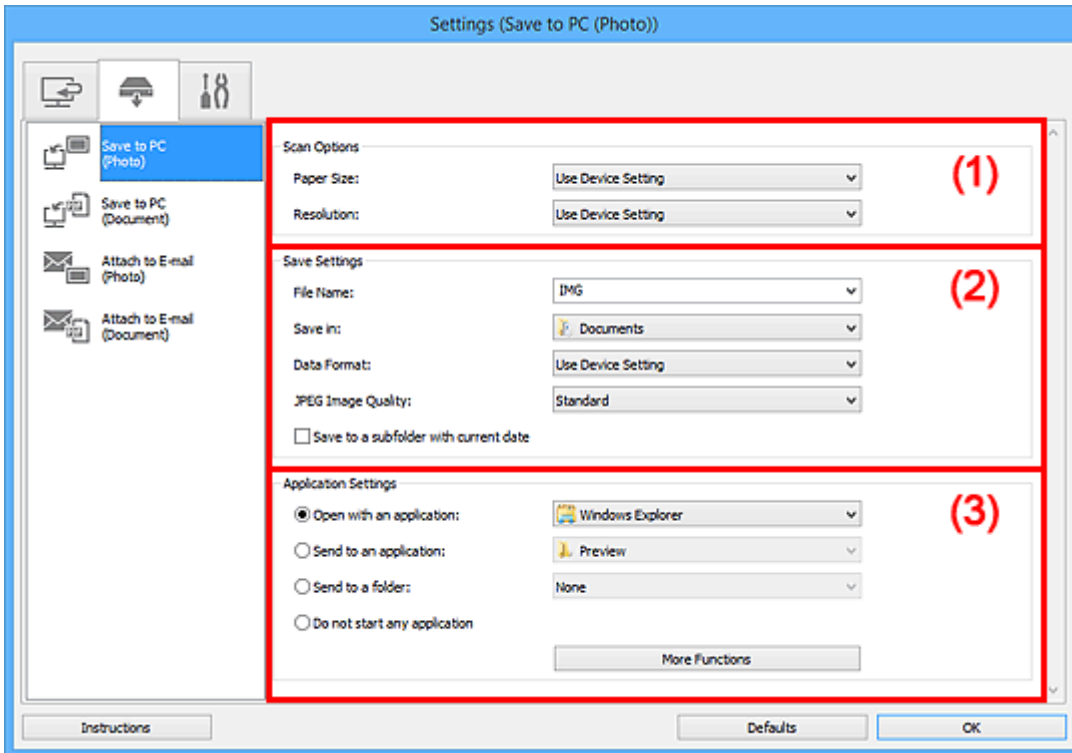 Settings (Save to PC (Photo))
Save to PC
(Photo)
Save to PC
(Document)
Attach to E-mail
(Photo)
Attach to E-mail
(Document)
Scan Options
(1)
Paper Size: Use Device Setting
Resolution: Use Device Setting
Save Settings
(2)
File Name: IMG
Save in: Documents
Data Format: Use Device Setting
JPEG Image Quality: Standard
Save to a subfolder with current date
Application Settings
(3)
Open with an application: Windows Explorer
Send to an application: Preview
Send to a folder: None
Do not start any application
More Functions
Instructions Defaults OK